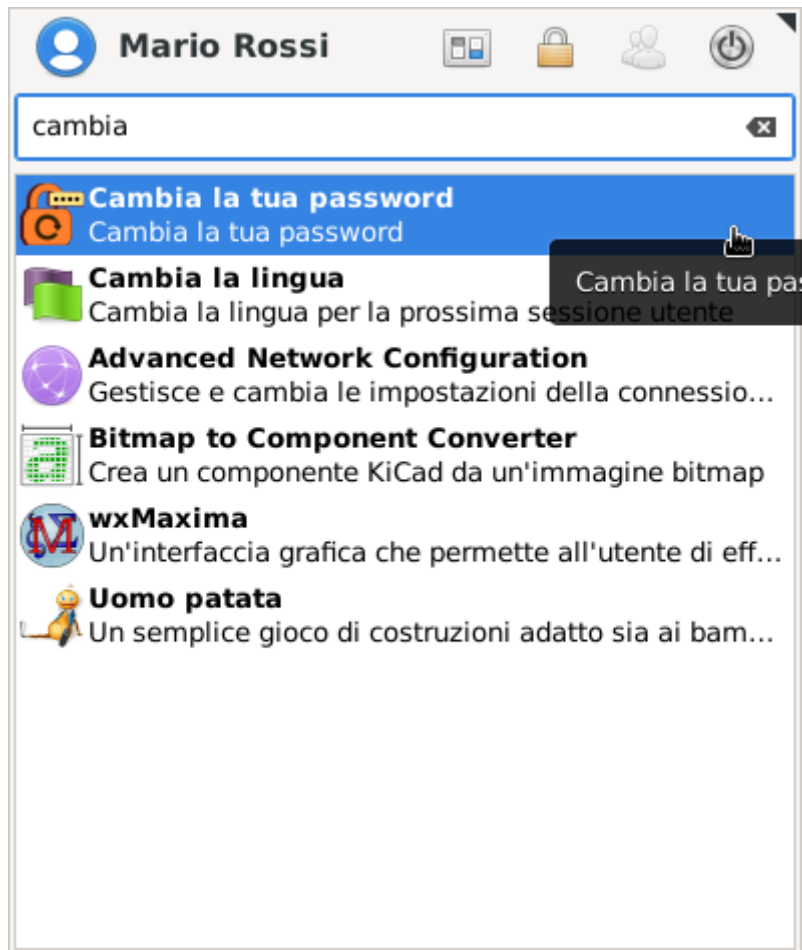 Mario Rossi
cambia
Cambia la tua password
Cambia la tua password
Cambia la tua pas
Cambia la lingua
Cambia la lingua per la prossima sessione utente
Advanced Network Configuration
Gestisce e cambia le impostazioni della connessio...
Bitmap to Component Converter
Crea un componente KiCad da un'immagine bitmap
wxMaxima
Un'interfaccia grafica che permette all'utente di eff...
Uomo patata
Un semplice gioco di costruzioni adatto sia ai bam...